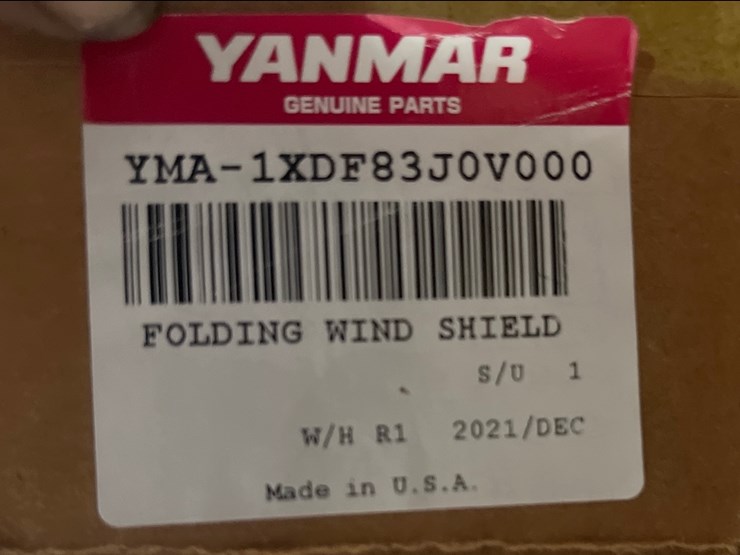 YANMAR
GENUINE PARTS
YMA-1XDF83J0V000
FOLDING WIND SHIELD
S/U 1
W/H R1 2021/DEC
Made in U.S.A.